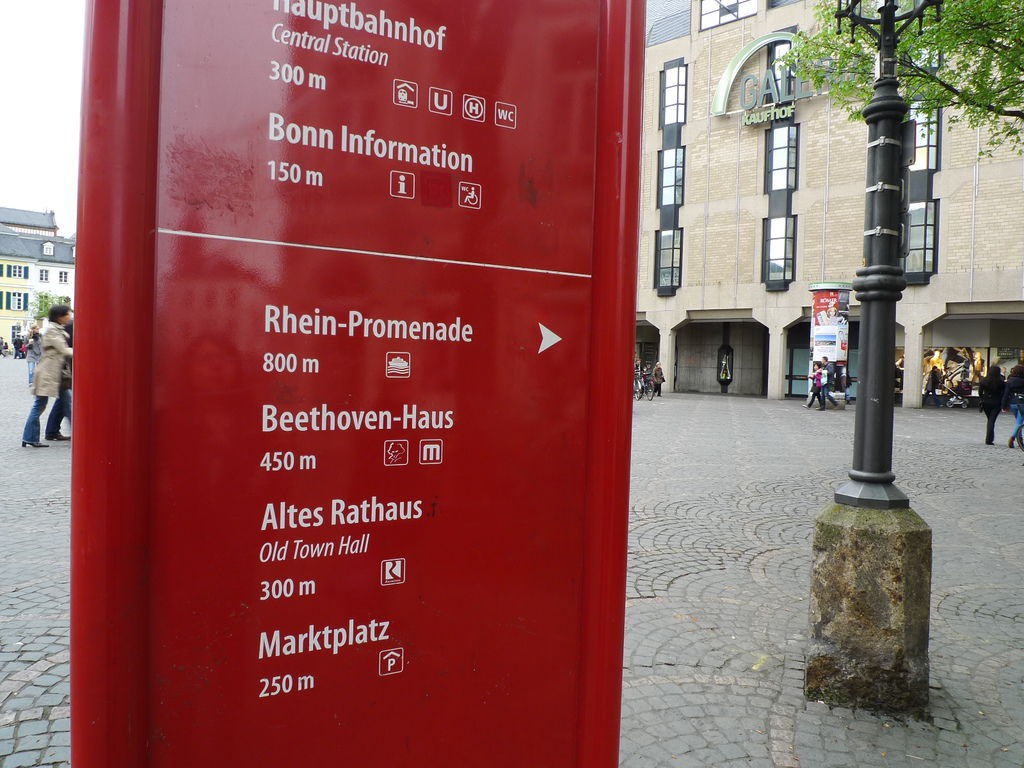 Hauptbahnhof
Central Station
300 m
U H WC
Bonn Information
150 m
i WC
Rhein-Promenade
800 m
Beethoven-Haus
450 m
m
Altes Rathaus
Old Town Hall
300 m
Marktplatz
P
250 m
KAUFHOF